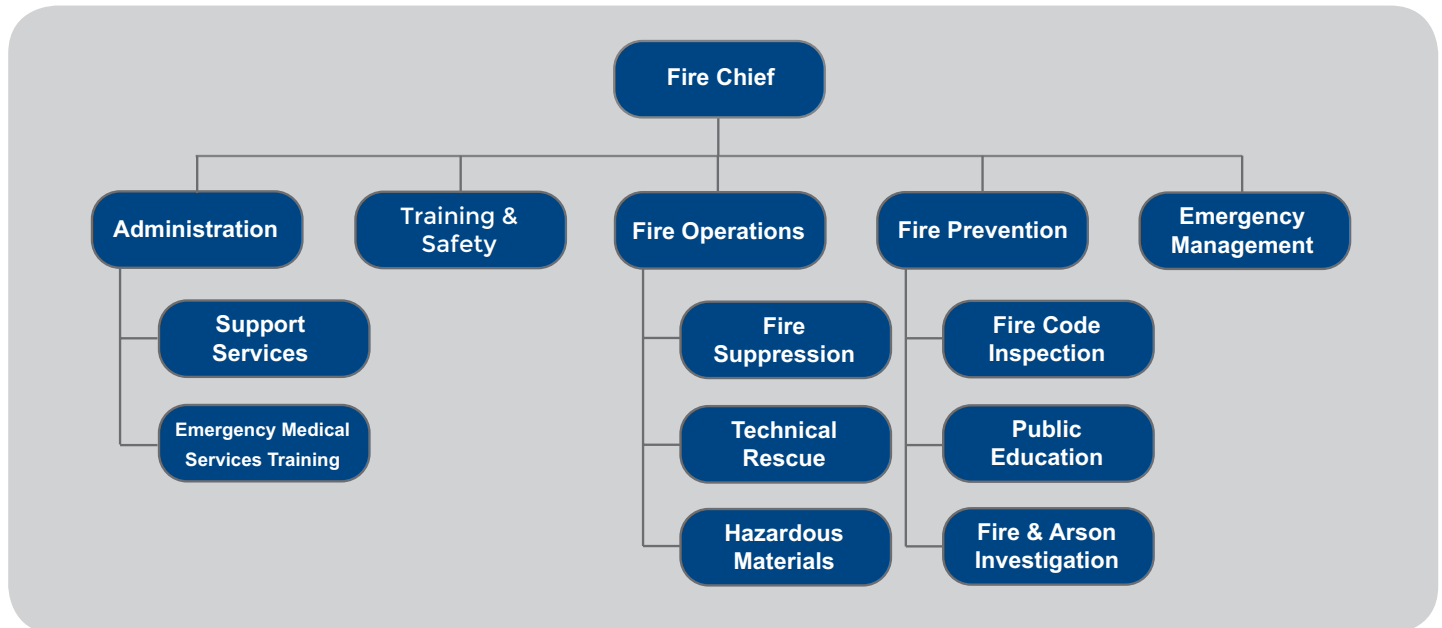 Fire Chief
Administration
Training &
Safety
Fire Operations
Fire Prevention
Emergency
Management
Support
Services
Emergency Medical
Services Training
Fire
Suppression
Technical
Rescue
Hazardous
Materials
Fire Code
Inspection
Public
Education
Fire & Arson
Investigation